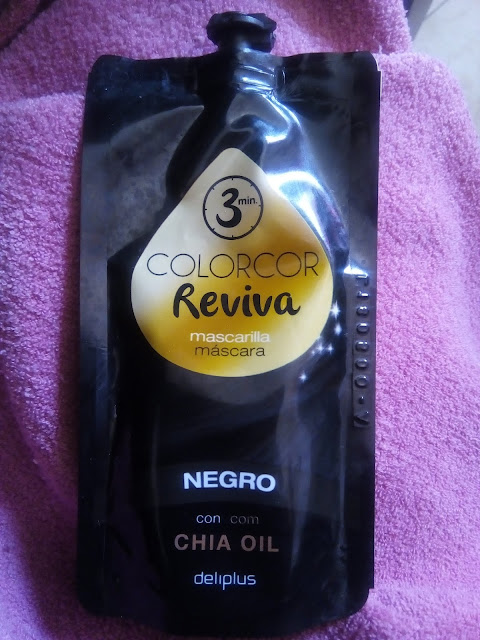 3 min.
COLORCOR
Reviva
mascarilla
máscara
NEGRO
con com
CHIA OIL
deliplus